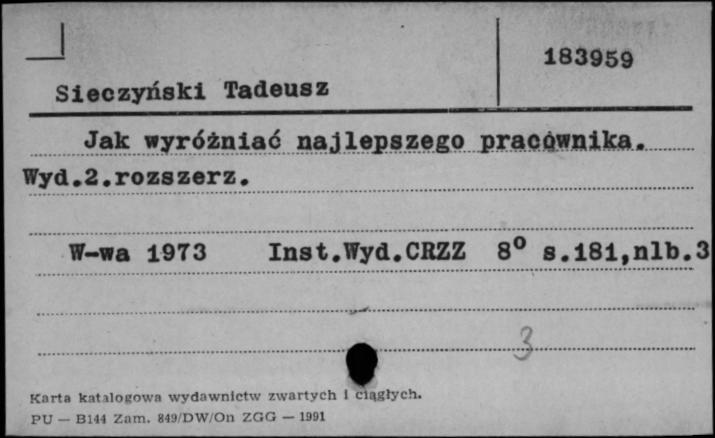 183959
Sieczyński Tadeusz
Jak wyróżniać najlepszego pracownika.
Wyd.2.rozszerz.
W-wa 1973 Inst.Wyd.CRZZ 8° s.181,nlb.3
3
Karta katalogowa wydawnictw zwartych i ciągłych.
PU — B144 Zam. 849/DW/On ZGG — 1991